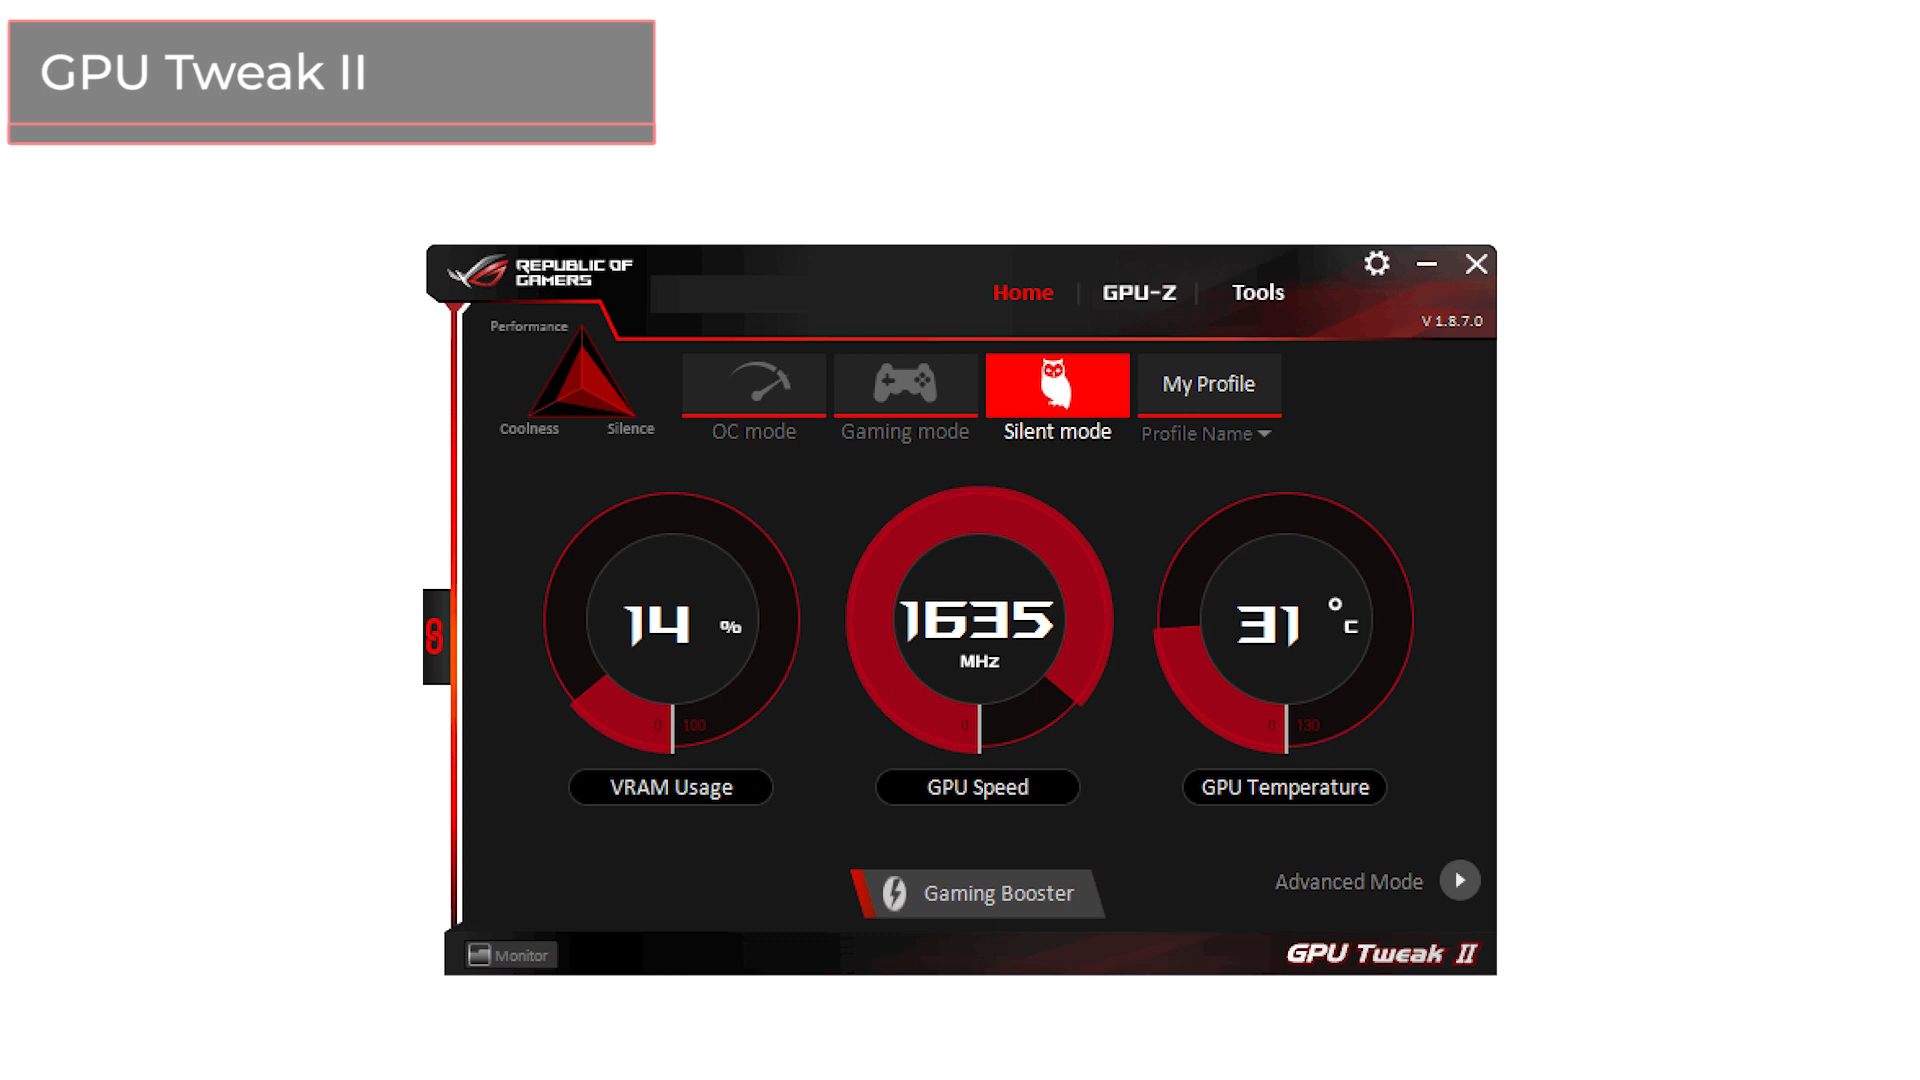 GPU Tweak II
REPUBLIC OF
GAMERS
Home
GPU-Z
Tools
V 1.8.7.0
Performance
Coolness
Silence
OC mode
Gaming mode
Silent mode
My Profile
Profile Name
14 %
0 100
VRAM Usage
1635
MHz
0
GPU Speed
31 °C
0 130
GPU Temperature
Gaming Booster
Advanced Mode
Monitor
GPU Tweak II